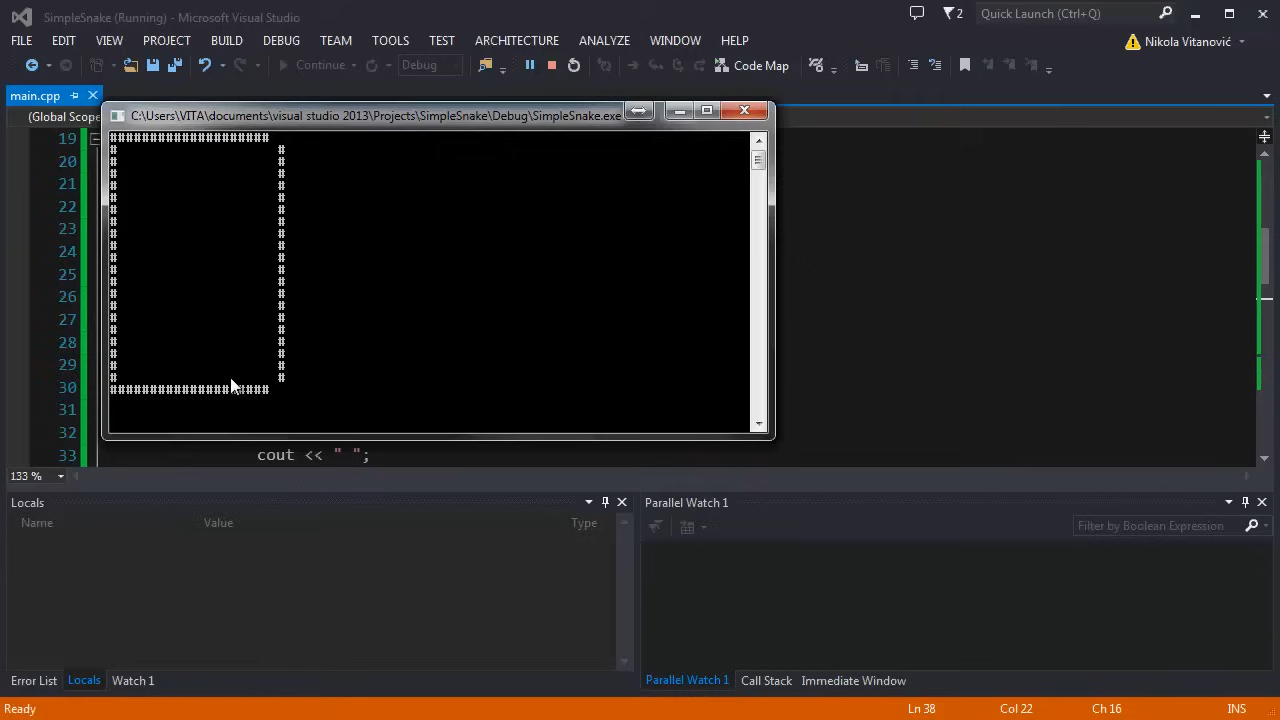 SimpleSnake (Running) - Microsoft Visual Studio
2
Quick Launch (Ctrl+Q)
FILE EDIT VIEW PROJECT BUILD DEBUG TEAM TOOLS TEST ARCHITECTURE ANALYZE WINDOW HELP
Nikola Vitanović
Continue Debug Code Map
main.cpp
(Global Scope
C:\Users\VITA\documents\visual studio 2013\Projects\SimpleSnake\Debug\SimpleSnake.exe
19 ####################
# #
20 # #
# #
21 # #
# #
22 # #
# #
23 # #
# #
24 # #
# #
25 # #
# #
26 # #
# #
27 # #
# #
28 # #
# #
29 # #
# #
30 ####################
31
32
33 cout << " ";
133 %
Locals
Name Value Type
Parallel Watch 1
Filter by Boolean Expression
Error List Locals Watch 1
Parallel Watch 1 Call Stack Immediate Window
Ready Ln 38 Col 22 Ch 16 INS